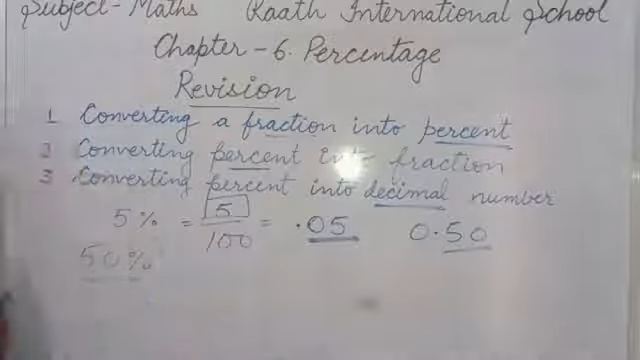 Subject- Maths Raath International School
Chapter - 6. Percentage
Revision
1 Converting a fraction into percent
2 Converting percent into fraction
3 Converting percent into decimal number
5% = 5/100 = .05 0.50
50%